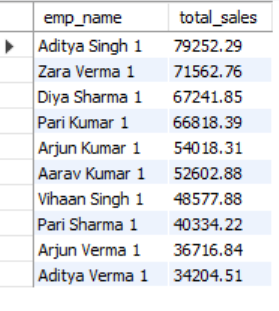 emp_name total_sales
Aditya Singh 1 79252.29
Zara Verma 1 71562.76
Diya Sharma 1 67241.85
Pari Kumar 1 66818.39
Arjun Kumar 1 54018.31
Aarav Kumar 1 52602.88
Vihaan Singh 1 48577.88
Pari Sharma 1 40334.22
Arjun Verma 1 36716.84
Aditya Verma 1 34204.51